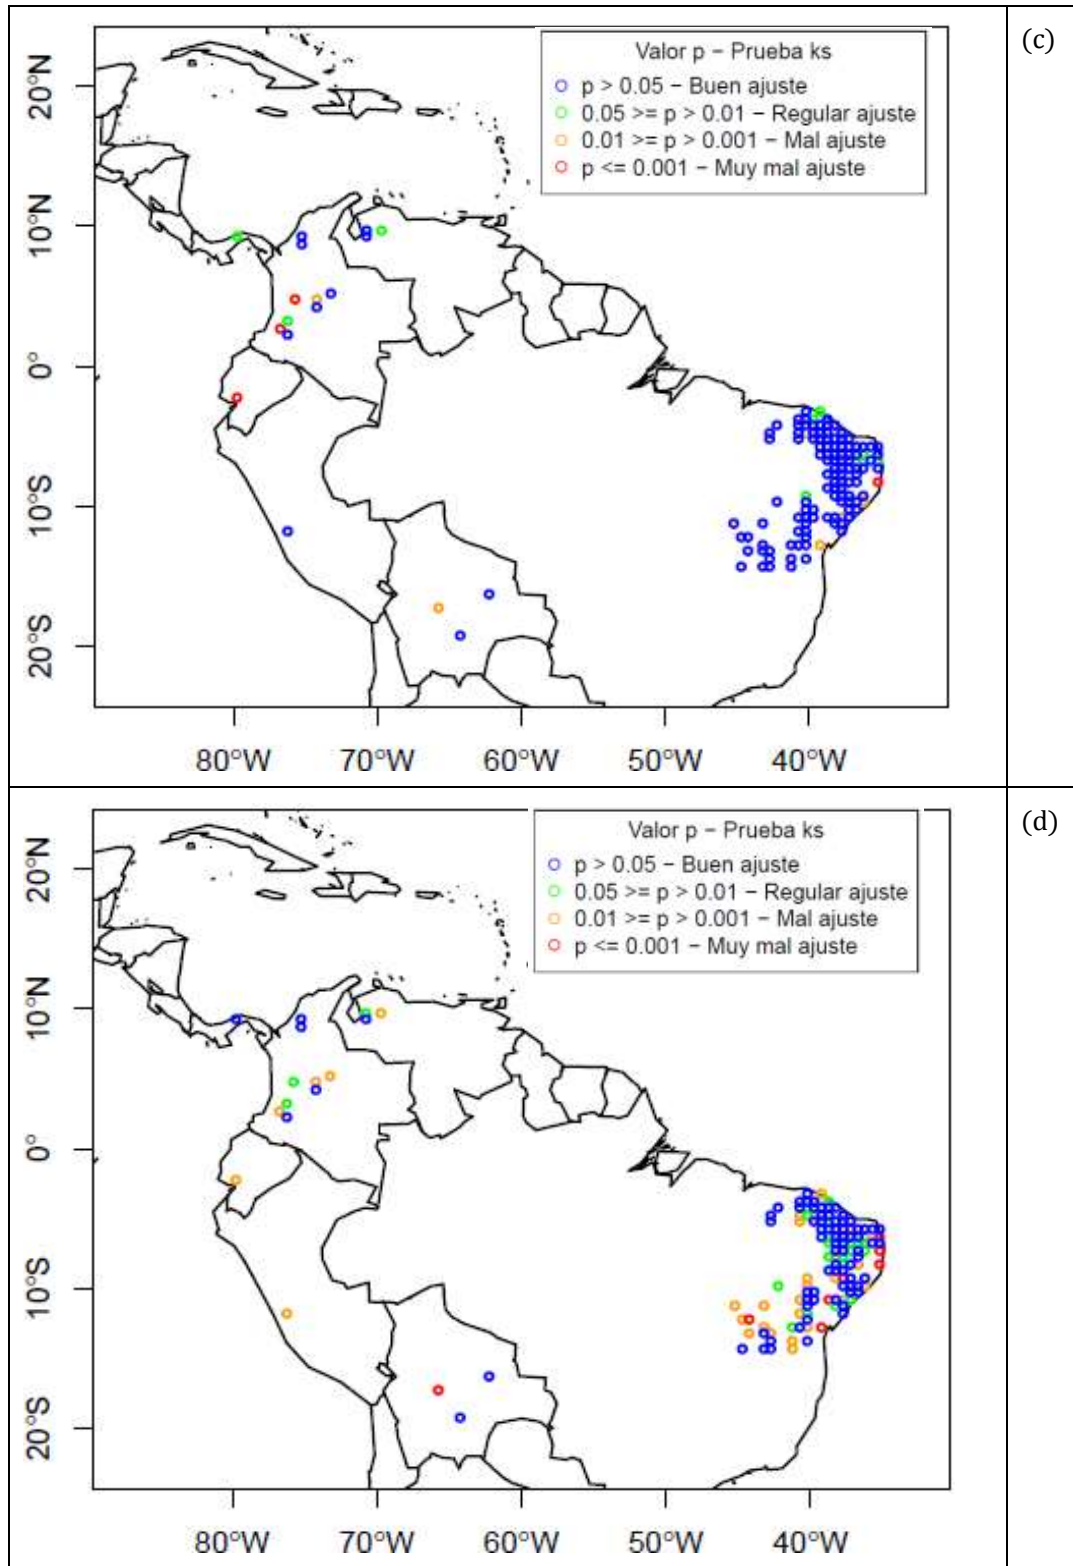 (c)
Valor p − Prueba ks
p > 0.05 − Buen ajuste
0.05 >= p > 0.01 − Regular ajuste
0.01 >= p > 0.001 − Mal ajuste
p <= 0.001 − Muy mal ajuste
20°N
10°N
0°
10°S
20°S
80°W 70°W 60°W 50°W 40°W
(d)
Valor p − Prueba ks
p > 0.05 − Buen ajuste
0.05 >= p > 0.01 − Regular ajuste
0.01 >= p > 0.001 − Mal ajuste
p <= 0.001 − Muy mal ajuste
20°N
10°N
0°
10°S
20°S
80°W 70°W 60°W 50°W 40°W